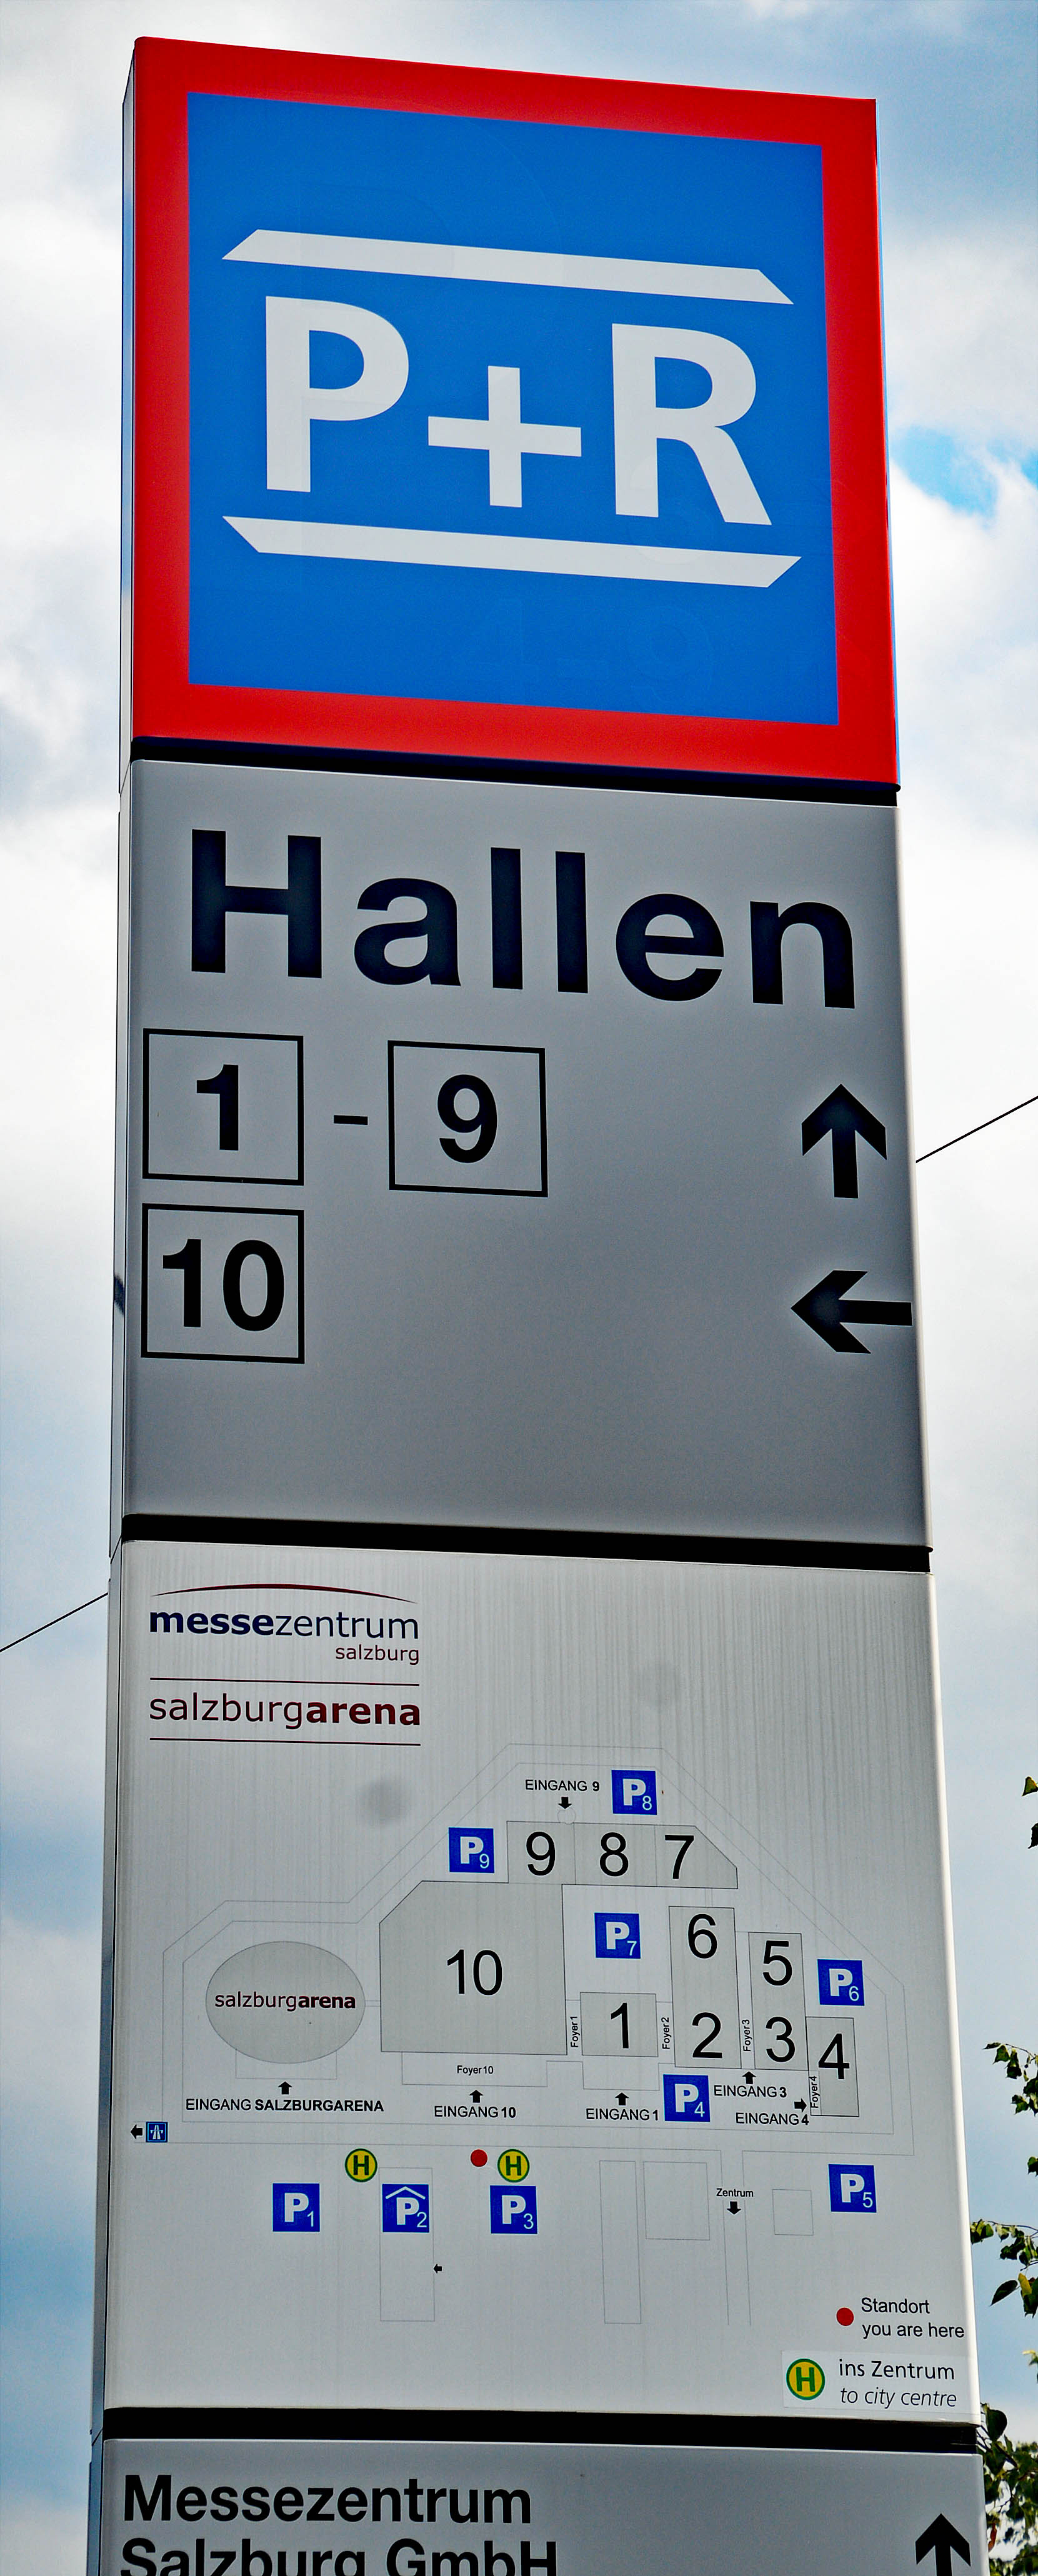 P+R
Hallen
1 - 9
10
messezentrum
salzburg
salzburgarena
EINGANG 9
P8
P9
9 8 7
P7
6
5
P6
10
salzburgarena
Foyer 1
1
Foyer 2
2
Foyer 3
3
4
Foyer 4
Foyer 10
EINGANG SALZBURGARENA
EINGANG 10
EINGANG 1
P4
EINGANG 3
EINGANG 4
H
H
P1
P2
P3
Zentrum
P5
Standort
you are here
H
ins Zentrum
to city centre
Messezentrum
Salzburg GmbH